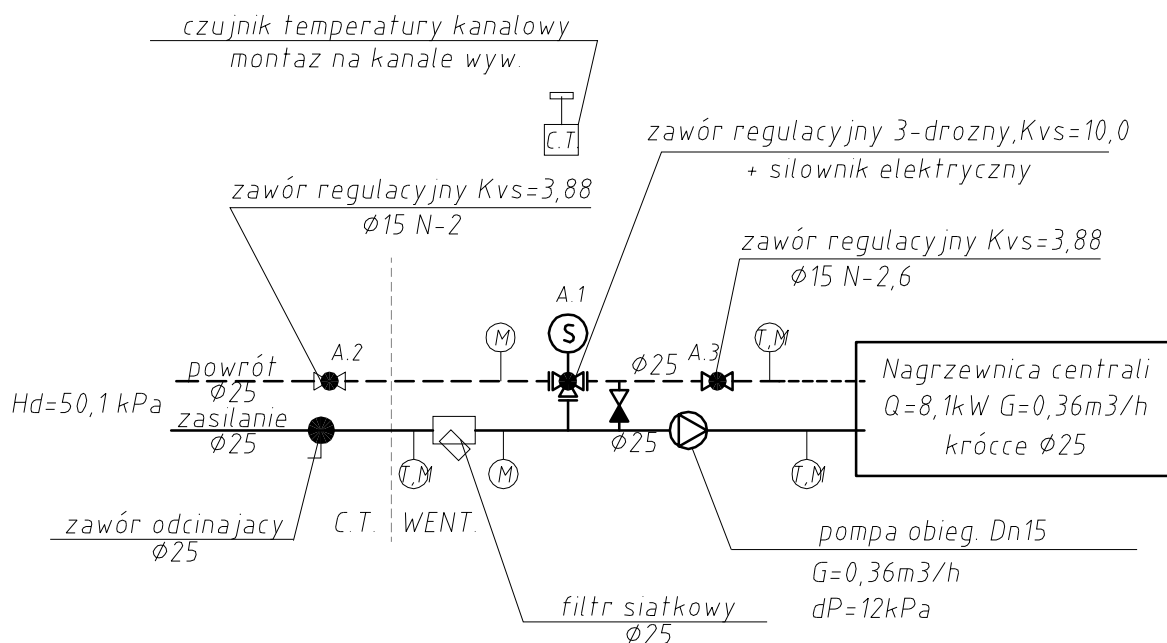 czujnik temperatury kanalowy
montaz na kanale wyw.
C.T.
zawór regulacyjny 3-drozny,Kvs=10,0
+ silownik elektryczny
zawór regulacyjny Kvs=3,88
Ø15 N-2
zawór regulacyjny Kvs=3,88
Ø15 N-2,6
A.1
S
M
T,M
A.2
A.3
powrót
Ø25
Ø25
Hd=50,1 kPa
zasilanie
Ø25
Ø25
Nagrzewnica centrali
Q=8,1kW G=0,36m3/h
krócce Ø25
T,M
M
T,M
zawór odcinajacy
Ø25
C.T.
WENT.
pompa obieg. Dn15
G=0,36m3/h
dP=12kPa
filtr siatkowy
Ø25